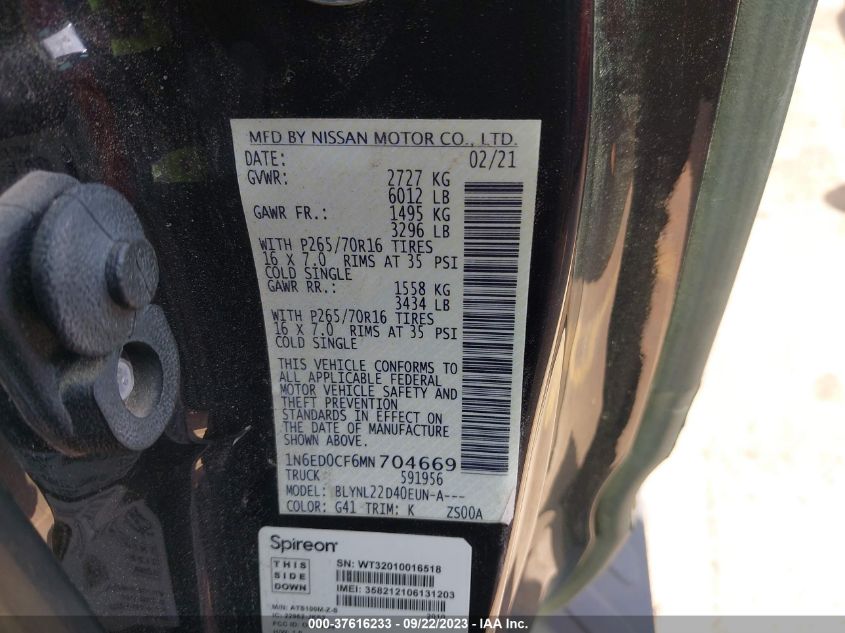 MFD BY NISSAN MOTOR CO., LTD.
DATE: 02/21
GVWR: 2727 KG
6012 LB
GAWR FR.: 1495 KG
3296 LB
WITH P265/70R16 TIRES
16 X 7.0 RIMS AT 35 PSI
COLD SINGLE
GAWR RR.: 1558 KG
3434 LB
WITH P265/70R16 TIRES
16 X 7.0 RIMS AT 35 PSI
COLD SINGLE
THIS VEHICLE CONFORMS TO
ALL APPLICABLE FEDERAL
MOTOR VEHICLE SAFETY AND
THEFT PREVENTION
STANDARDS IN EFFECT ON
THE DATE OF MANUFACTURE
SHOWN ABOVE.
1N6ED0CF6MN704669
TRUCK 591956
MODEL: BLYNL22D40EUN-A---
COLOR: G41 TRIM: K ZS00A
Spireon
THIS
SIDE
DOWN
SN: WT32010016518
IMEI: 358212106131203
M/N:
IC:
FCC ID:
000-37616233 - 09/22/2023 - IAAI.com